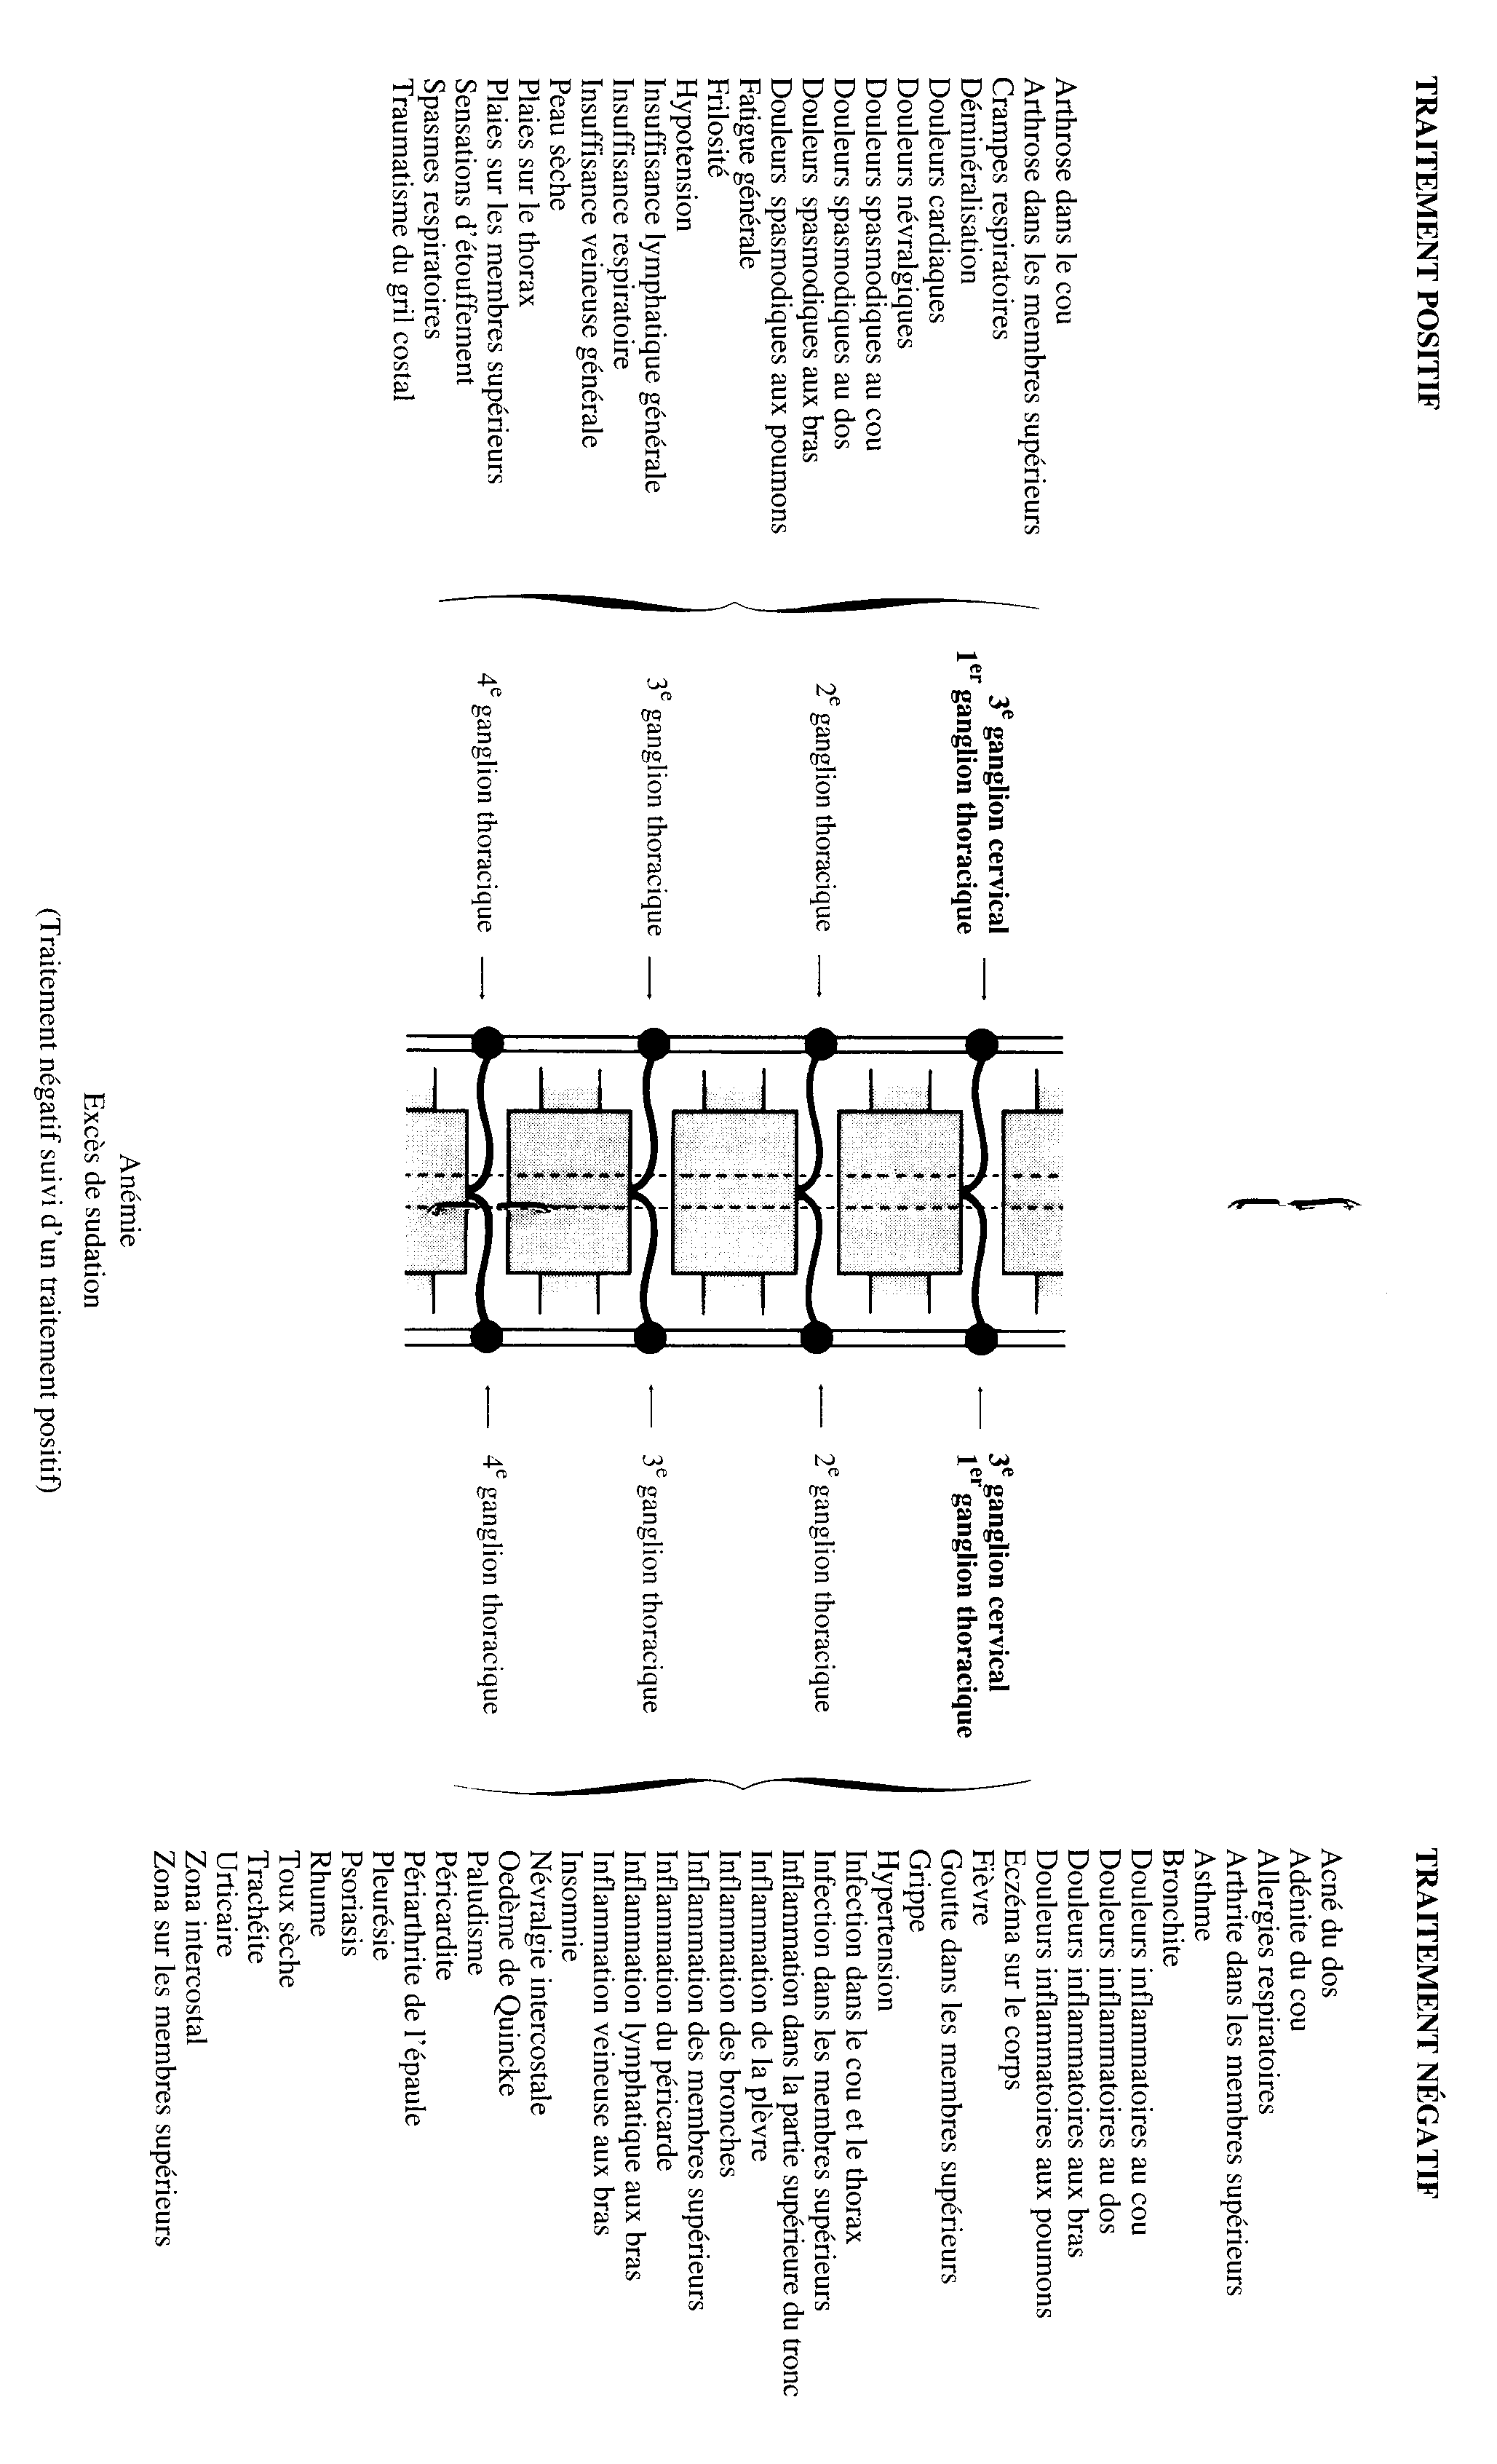 TRAITEMENT POSITIF
Arthrose dans le cou
Arthrose dans les membres supérieurs
Crampes respiratoires
Déminéralisation
Douleurs cardiaques
Douleurs névralgiques
Douleurs spasmodiques au cou
Douleurs spasmodiques au dos
Douleurs spasmodiques aux bras
Douleurs spasmodiques aux poumons
Fatigue générale
Frilosité
Hypotension
Insuffisance lymphatique générale
Insuffisance respiratoire
Insuffisance veineuse générale
Peau sèche
Plaies sur le thorax
Plaies sur les membres supérieurs
Sensations d'étouffement
Spasmes respiratoires
Traumatisme du gril costal
3e ganglion cervical
1er ganglion thoracique
2e ganglion thoracique
3e ganglion thoracique
4e ganglion thoracique
3e ganglion cervical
1er ganglion thoracique
2e ganglion thoracique
3e ganglion thoracique
4e ganglion thoracique
TRAITEMENT NÉGATIF
Acné du dos
Adénite du cou
Allergies respiratoires
Arthrite dans les membres supérieurs
Asthme
Bronchite
Douleurs inflammatoires au cou
Douleurs inflammatoires au dos
Douleurs inflammatoires aux bras
Douleurs inflammatoires aux poumons
Eczéma sur le corps
Fièvre
Goutte dans les membres supérieurs
Grippe
Hypertension
Infection dans le cou et le thorax
Infection dans les membres supérieurs
Inflammation dans la partie supérieure du tronc
Inflammation de la plèvre
Inflammation des bronches
Inflammation des membres supérieurs
Inflammation du péricarde
Inflammation lymphatique aux bras
Inflammation veineuse aux bras
Insomnie
Névralgie intercostale
Oedème de Quincke
Paludisme
Péricardite
Périarthrite de l'épaule
Pleurésie
Psoriasis
Rhume
Toux sèche
Trachéite
Urticaire
Zona intercostal
Zona sur les membres supérieurs
Anémie
Excès de sudation
(Traitement négatif suivi d'un traitement positif)